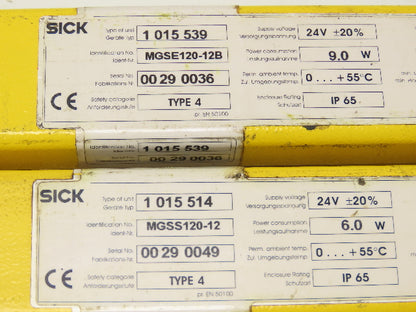 SICK
Type of unit
Geräte typ
1 015 539
Supply voltage
Versorgungsspannung
24V ±20%
Identification No.
Ident-Nr.
MGSE120-12B
Power consumption
Leistungsaufnahme
9.0 W
Serial No.
Fabrikations Nr.
00 29 0036
Perm. ambient temp.
Zul. Umgebungstemp.
0...+55°C
CE
Safety category
Anforderungsstufe
TYPE 4
Enclosure Rating
Schutzart
IP 65
pr EN 50100
Identification No.
1 015 539
Serial No.
00 29 0036
SICK
Type of unit
Geräte typ
1 015 514
Supply voltage
Versorgungsspannung
24V ±20%
Identification No.
Ident-Nr.
MGSS120-12
Power consumption
Leistungsaufnahme
6.0 W
Serial No.
Fabrikations Nr.
00 29 0049
Perm. ambient temp.
Zul. Umgebungstemp.
0...+55°C
CE
Safety category
Anforderungsstufe
TYPE 4
Enclosure Rating
Schutzart
IP 65
pr EN 50100